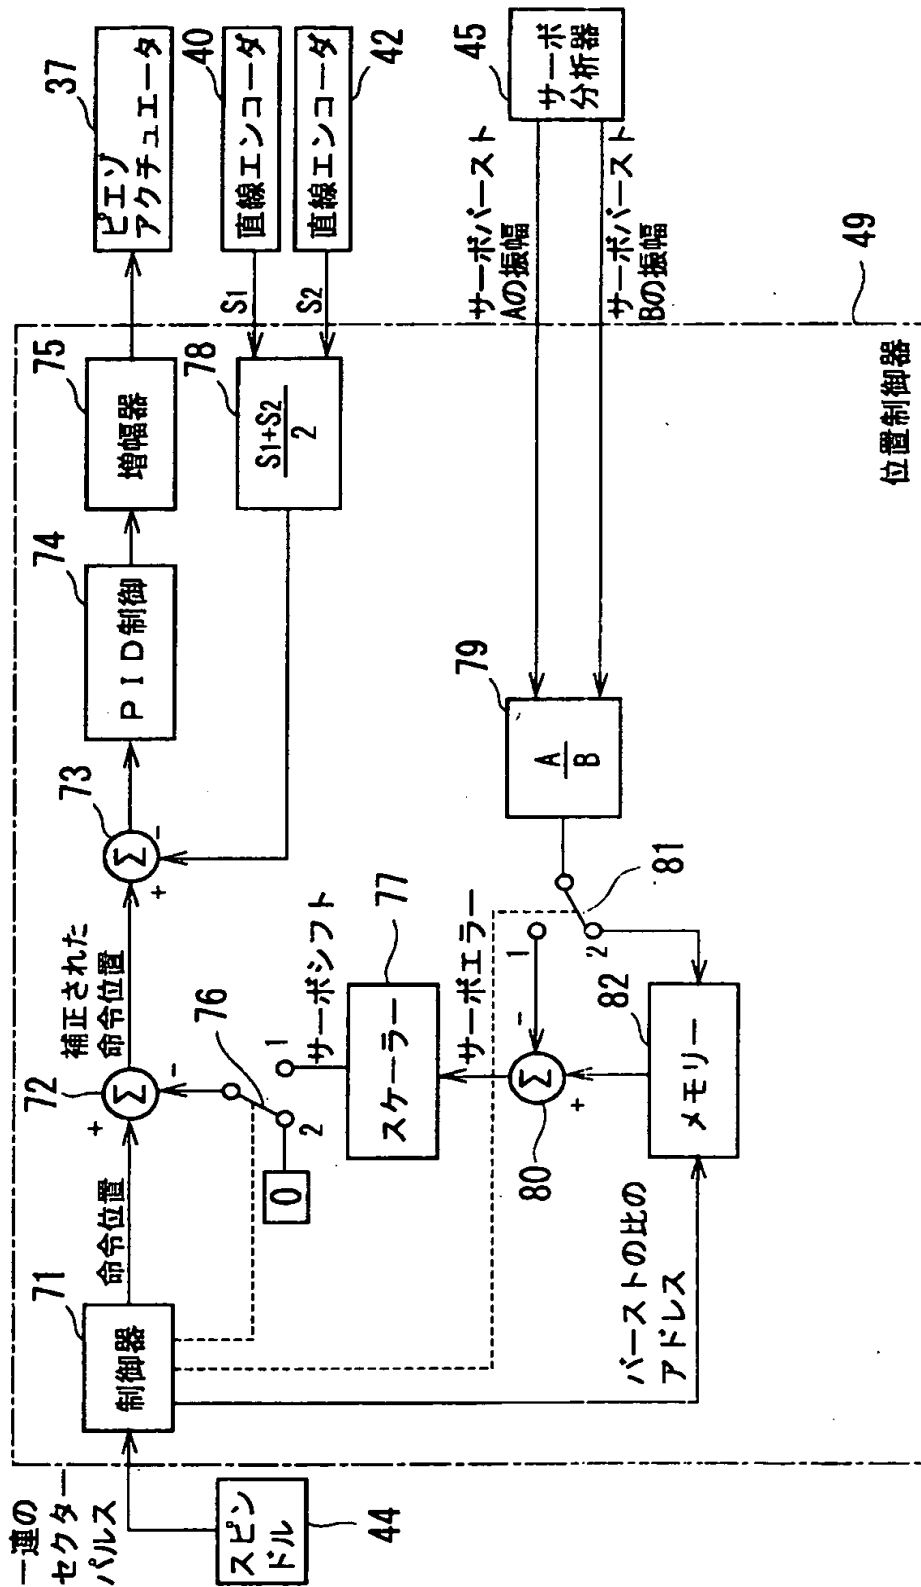 一連の
セクター
パルス
スピン
ドル
44
71
制御器
命令位置
72
+
Σ
-
補正された
命令位置
73
+
Σ
-
74
PID制御
75
増幅器
37
ピエゾ
アクチュエータ
40
直線エンコーダ
42
直線エンコーダ
S1
S2
78
S1+S2
2
76
1
2
0
サーボシフト
77
スケーラー
サーボエラー
80
Σ
-
+
1
2
81
82
メモリー
バーストの比の
アドレス
79
A
B
サーボバースト
Aの振幅
サーボバースト
Bの振幅
45
サーボ
分析器
49
位置制御器